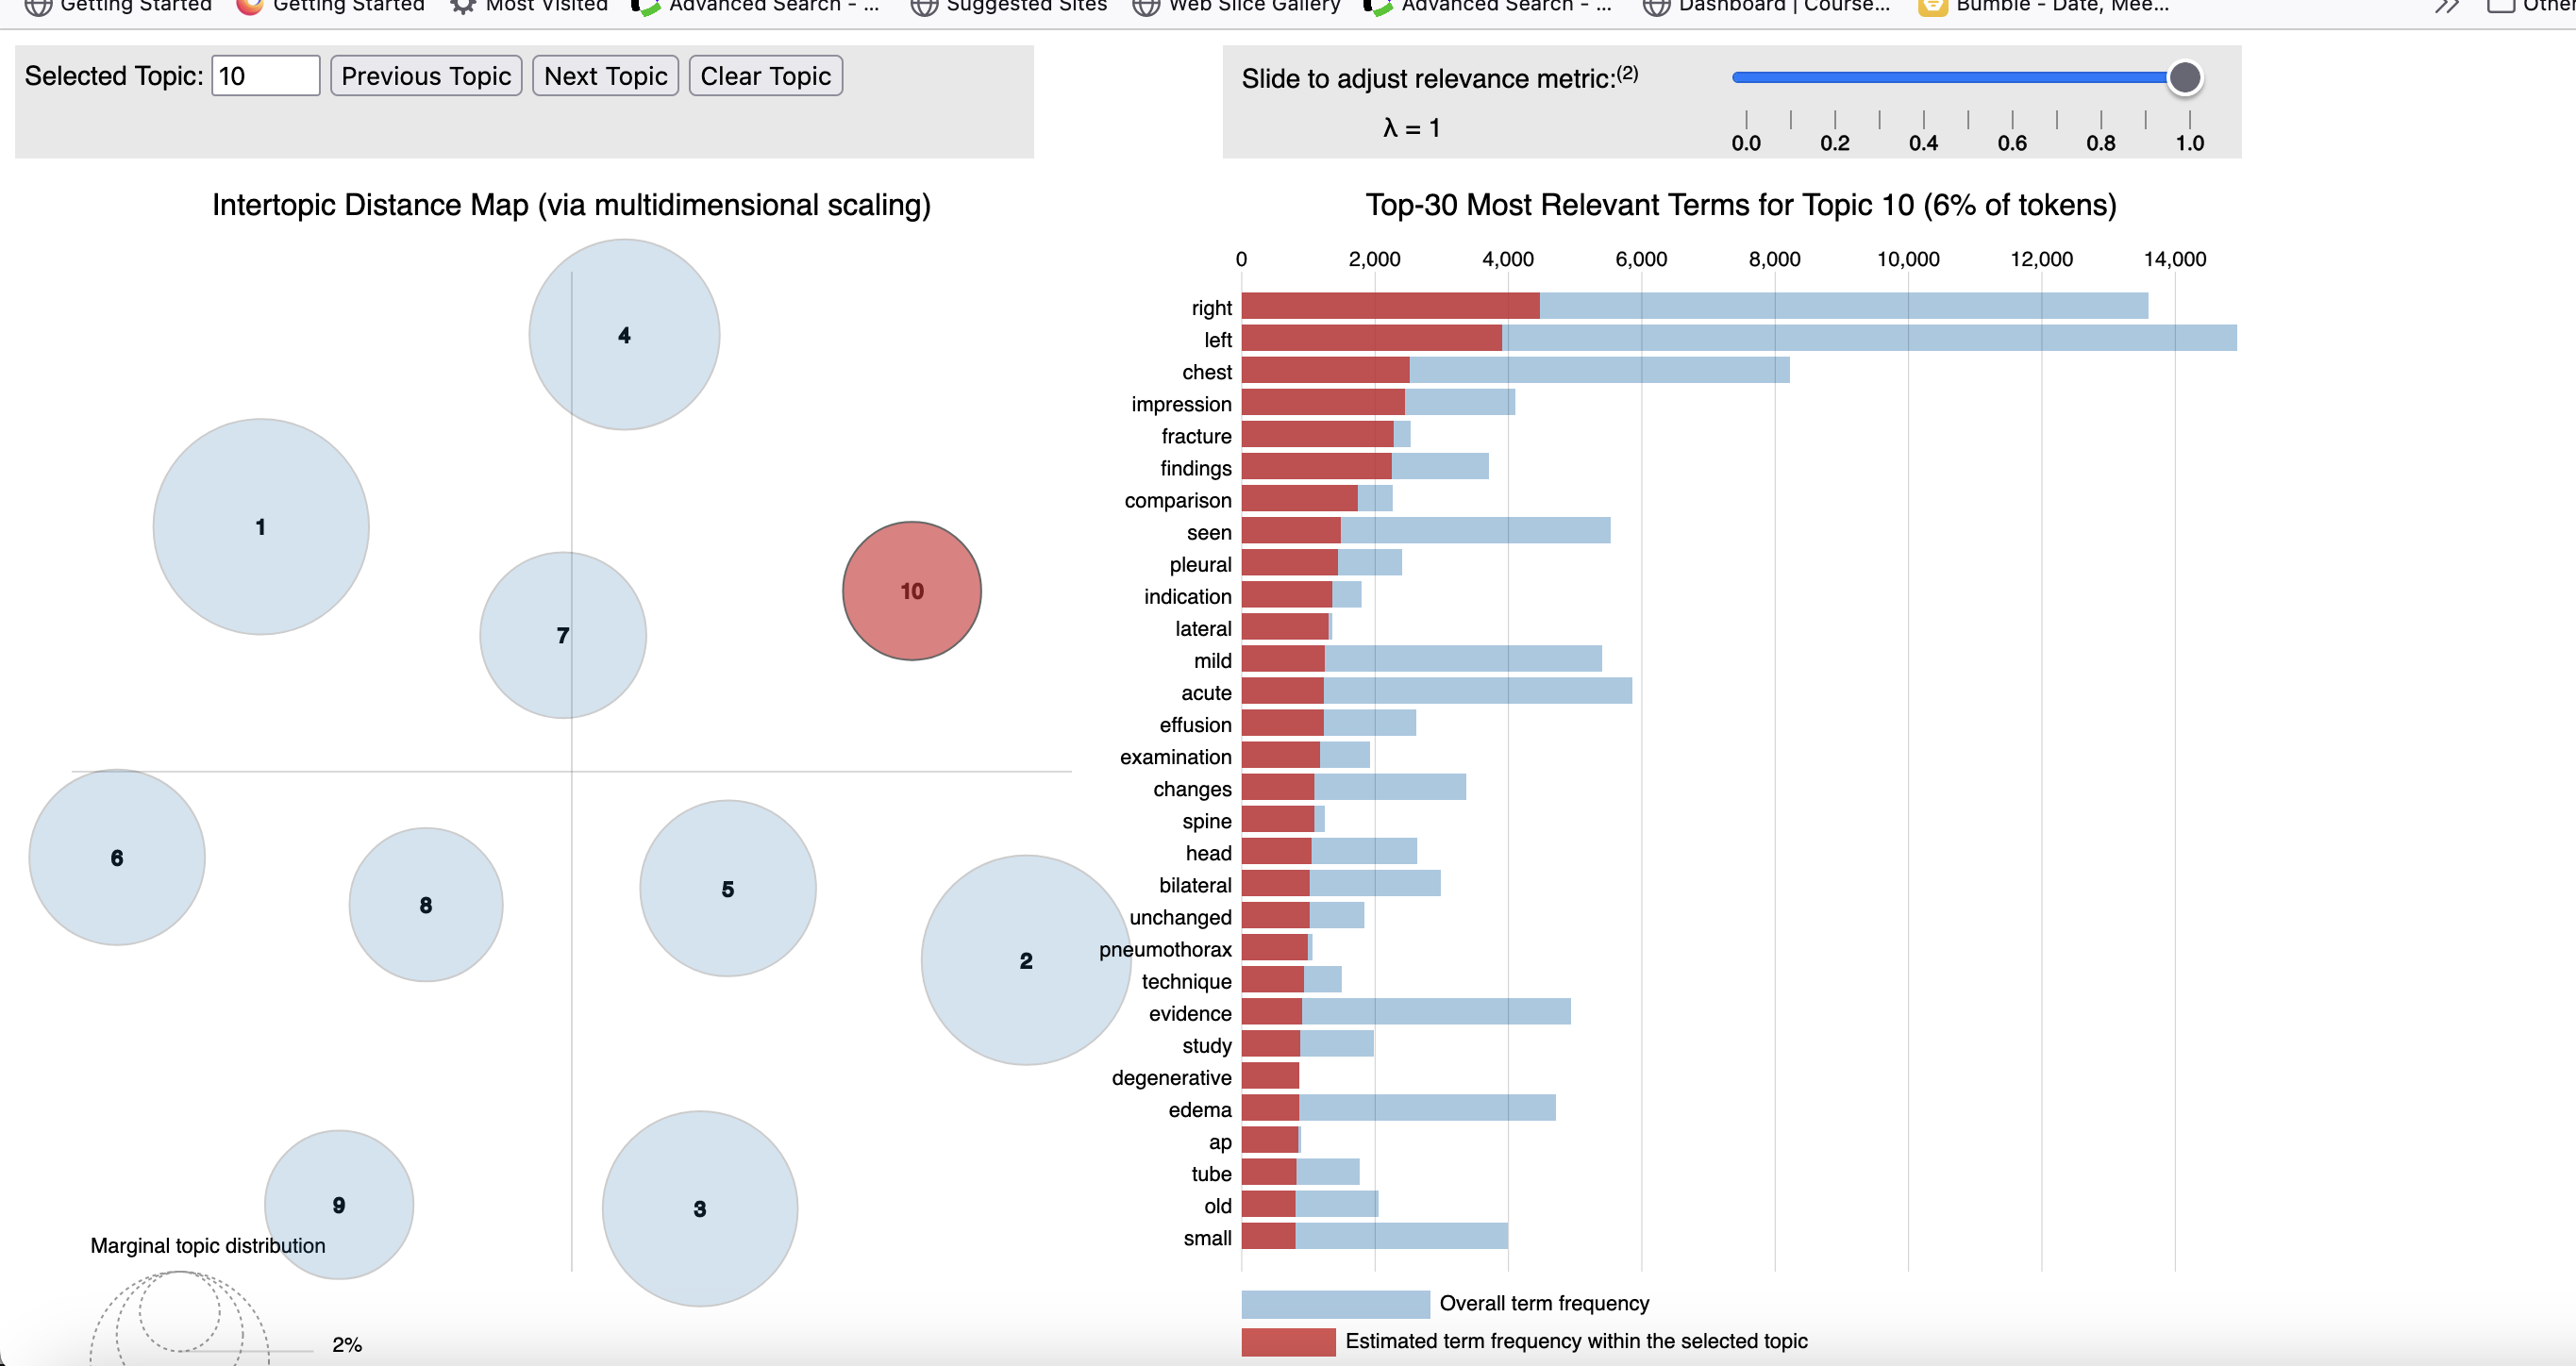 Getting Started Getting Started Most Visited Advanced Search - ... Suggested Sites Web Slice Gallery Advanced Search - ... Dashboard | Course... Bumble - Date, Mee... Other
Selected Topic: 10 Previous Topic Next Topic Clear Topic
Slide to adjust relevance metric:(2)
λ = 1
0.0 0.2 0.4 0.6 0.8 1.0
Intertopic Distance Map (via multidimensional scaling)
4
1
10
7
6
8
5
2
9
3
Marginal topic distribution
2%
Top-30 Most Relevant Terms for Topic 10 (6% of tokens)
0 2,000 4,000 6,000 8,000 10,000 12,000 14,000
right
left
chest
impression
fracture
findings
comparison
seen
pleural
indication
lateral
mild
acute
effusion
examination
changes
spine
head
bilateral
unchanged
pneumothorax
technique
evidence
study
degenerative
edema
ap
tube
old
small
Overall term frequency
Estimated term frequency within the selected topic